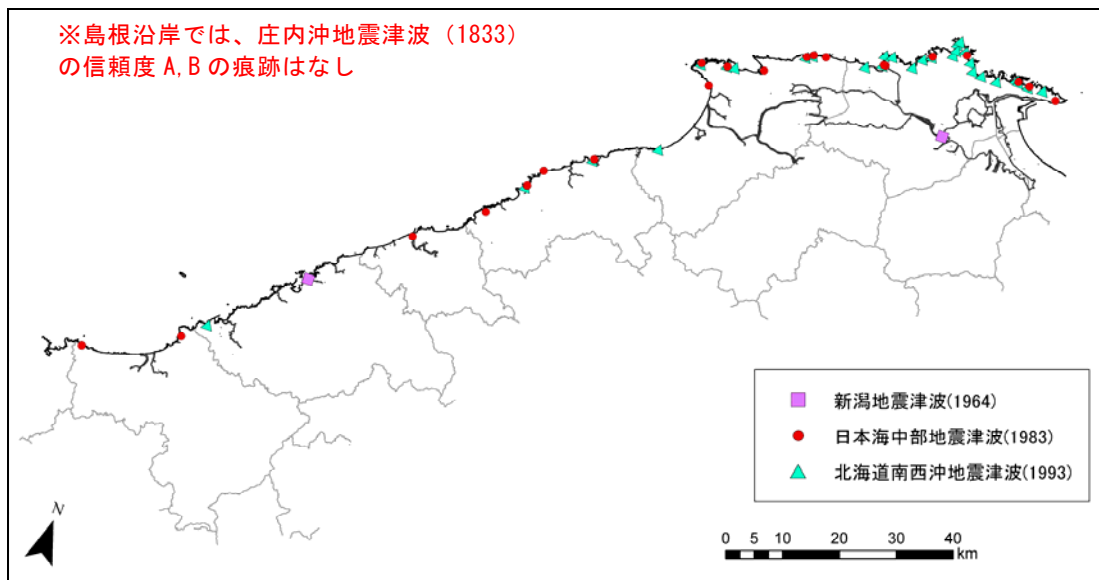 ※島根沿岸では、庄内沖地震津波（1833）
の信頼度 A,B の痕跡はなし
新潟地震津波(1964)
日本海中部地震津波(1983)
北海道南西沖地震津波(1993)
N
0 5 10 20 30 40
km